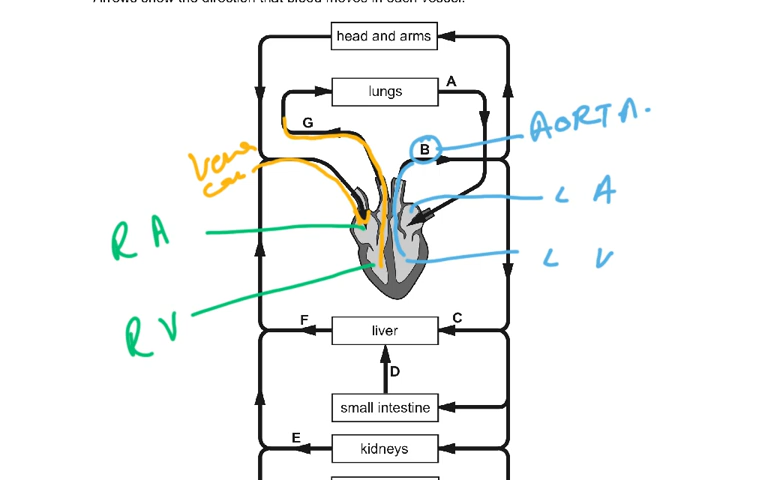 Arrows show the direction that blood moves in each vessel.
head and arms
lungs
A
G
B
AORTA.
Vena
cav
L A
R A
L V
R V
F
liver
C
D
small intestine
E
kidneys